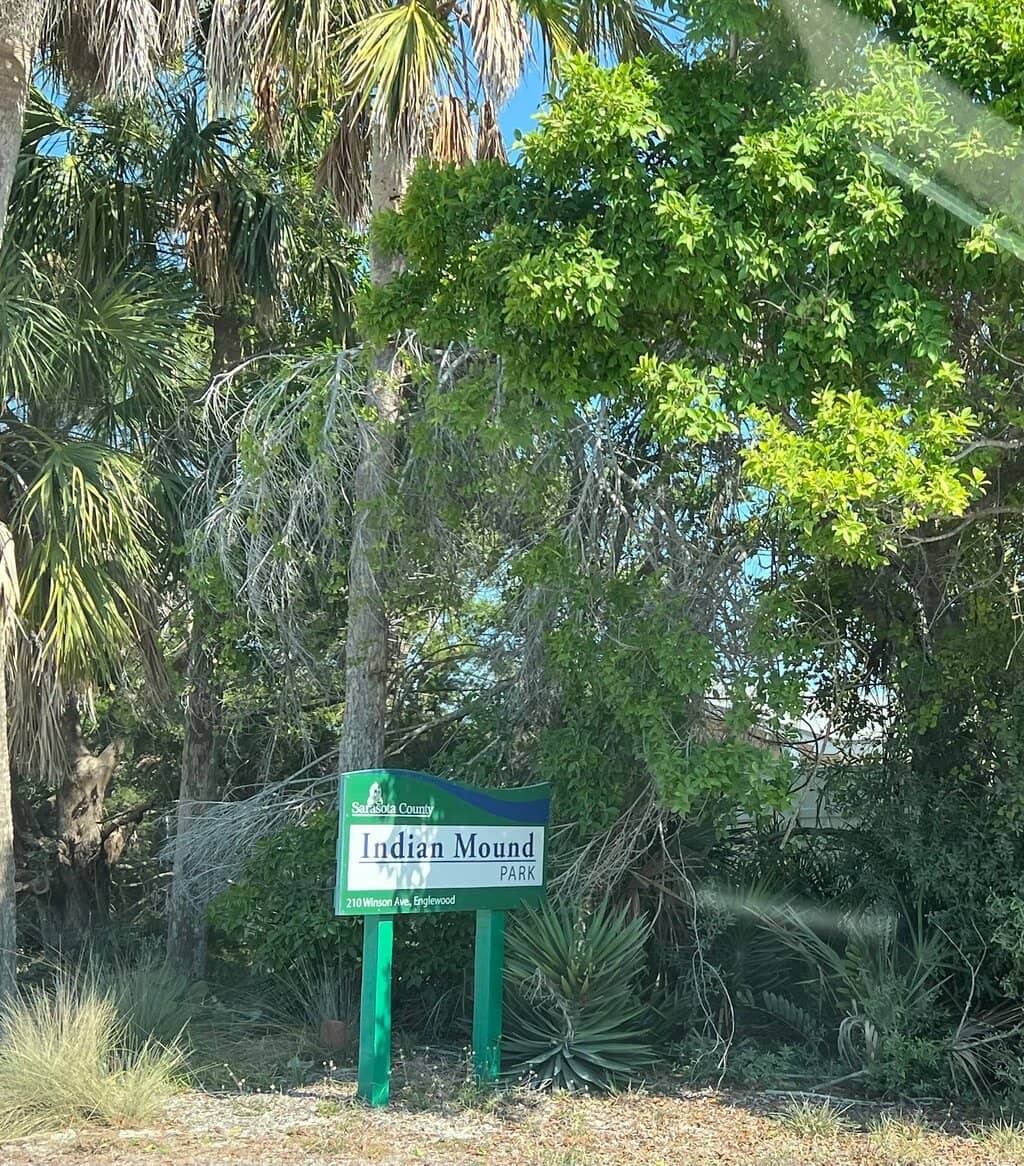 Sarasota County
Indian Mound
PARK
210 Winson Ave., Englewood